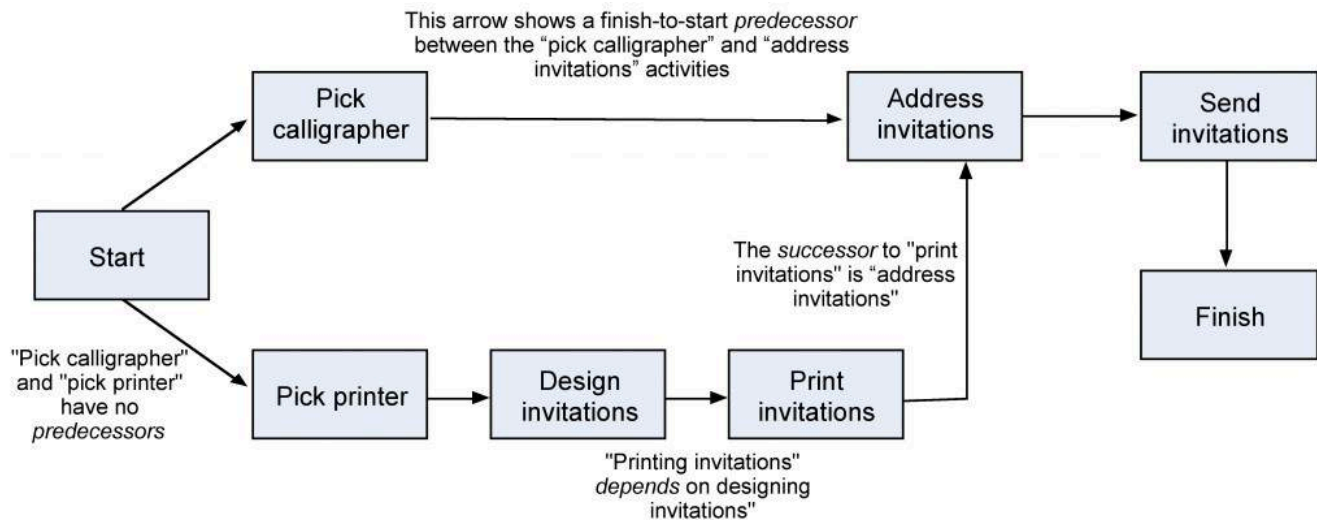 This arrow shows a finish-to-start predecessor
between the “pick calligrapher” and “address
invitations” activities
Pick
calligrapher
Address
invitations
Send
invitations
Start
The successor to "print
invitations" is “address
invitations"
Finish
"Pick calligrapher"
and "pick printer"
have no
predecessors
Pick printer
Design
invitations
Print
invitations
"Printing invitations"
depends on designing
invitations"